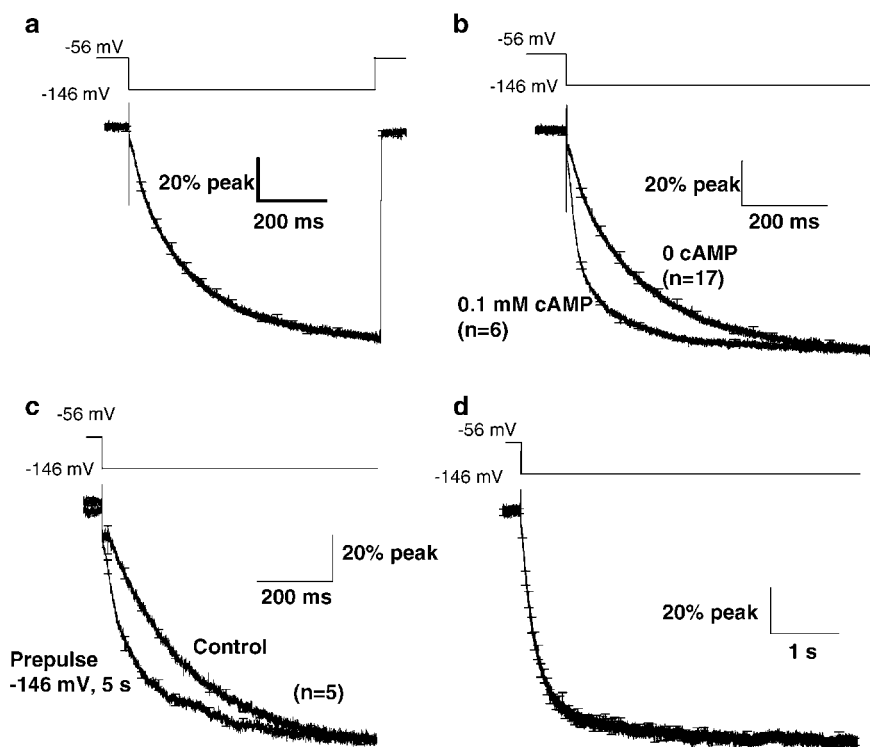 a
-56 mV
-146 mV
20% peak
200 ms
b
-56 mV
-146 mV
20% peak
200 ms
0 cAMP
(n=17)
0.1 mM cAMP
(n=6)
c
-56 mV
-146 mV
20% peak
200 ms
Control
Prepulse
-146 mV, 5 s
(n=5)
d
-56 mV
-146 mV
20% peak
1 s